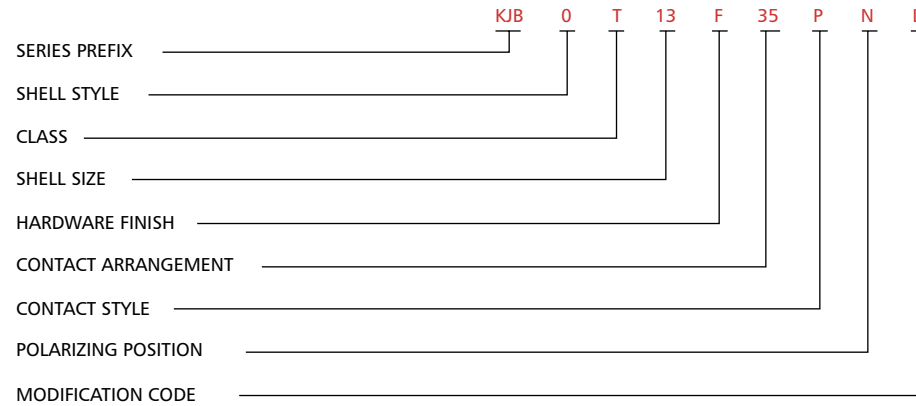 KJB 0 T 13 F 35 P N
SERIES PREFIX
SHELL STYLE
CLASS
SHELL SIZE
HARDWARE FINISH
CONTACT ARRANGEMENT
CONTACT STYLE
POLARIZING POSITION
MODIFICATION CODE